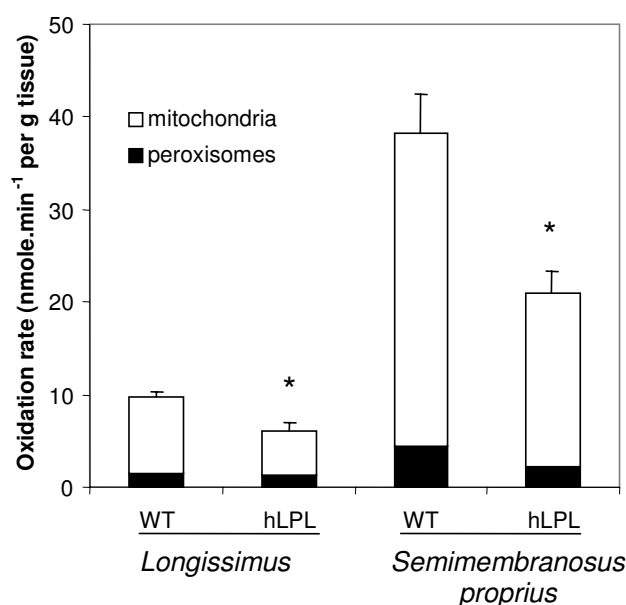 Oxidation rate (nmole.min⁻¹ per g tissue)
50
40
30
20
10
0
mitochondria
peroxisomes
*
*
WT hLPL WT hLPL
Longissimus Semimembranosus
proprius